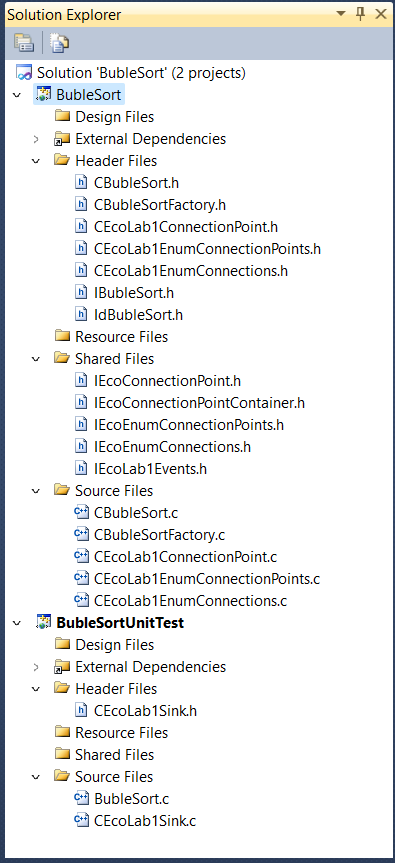 Solution Explorer
Solution 'BubleSort' (2 projects)
BubleSort
Design Files
External Dependencies
Header Files
CBubleSort.h
CBubleSortFactory.h
CEcoLab1ConnectionPoint.h
CEcoLab1EnumConnectionPoints.h
CEcoLab1EnumConnections.h
IBubleSort.h
IdBubleSort.h
Resource Files
Shared Files
IEcoConnectionPoint.h
IEcoConnectionPointContainer.h
IEcoEnumConnectionPoints.h
IEcoEnumConnections.h
IEcoLab1Events.h
Source Files
CBubleSort.c
CBubleSortFactory.c
CEcoLab1ConnectionPoint.c
CEcoLab1EnumConnectionPoints.c
CEcoLab1EnumConnections.c
BubleSortUnitTest
Design Files
External Dependencies
Header Files
CEcoLab1Sink.h
Resource Files
Shared Files
Source Files
BubleSort.c
CEcoLab1Sink.c